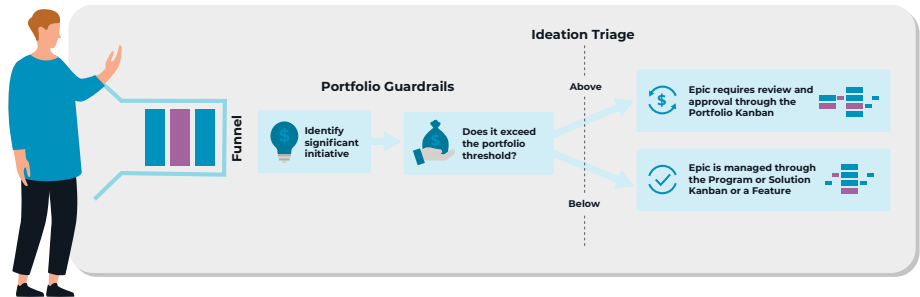 Ideation Triage
Portfolio Guardrails
Above
Funnel
Identify
significant
initiative
$
Does it exceed
the portfolio
threshold?
$
Epic requires review and
approval through the
Portfolio Kanban
$
Epic is managed through
the Program or Solution
Kanban or a Feature
Below